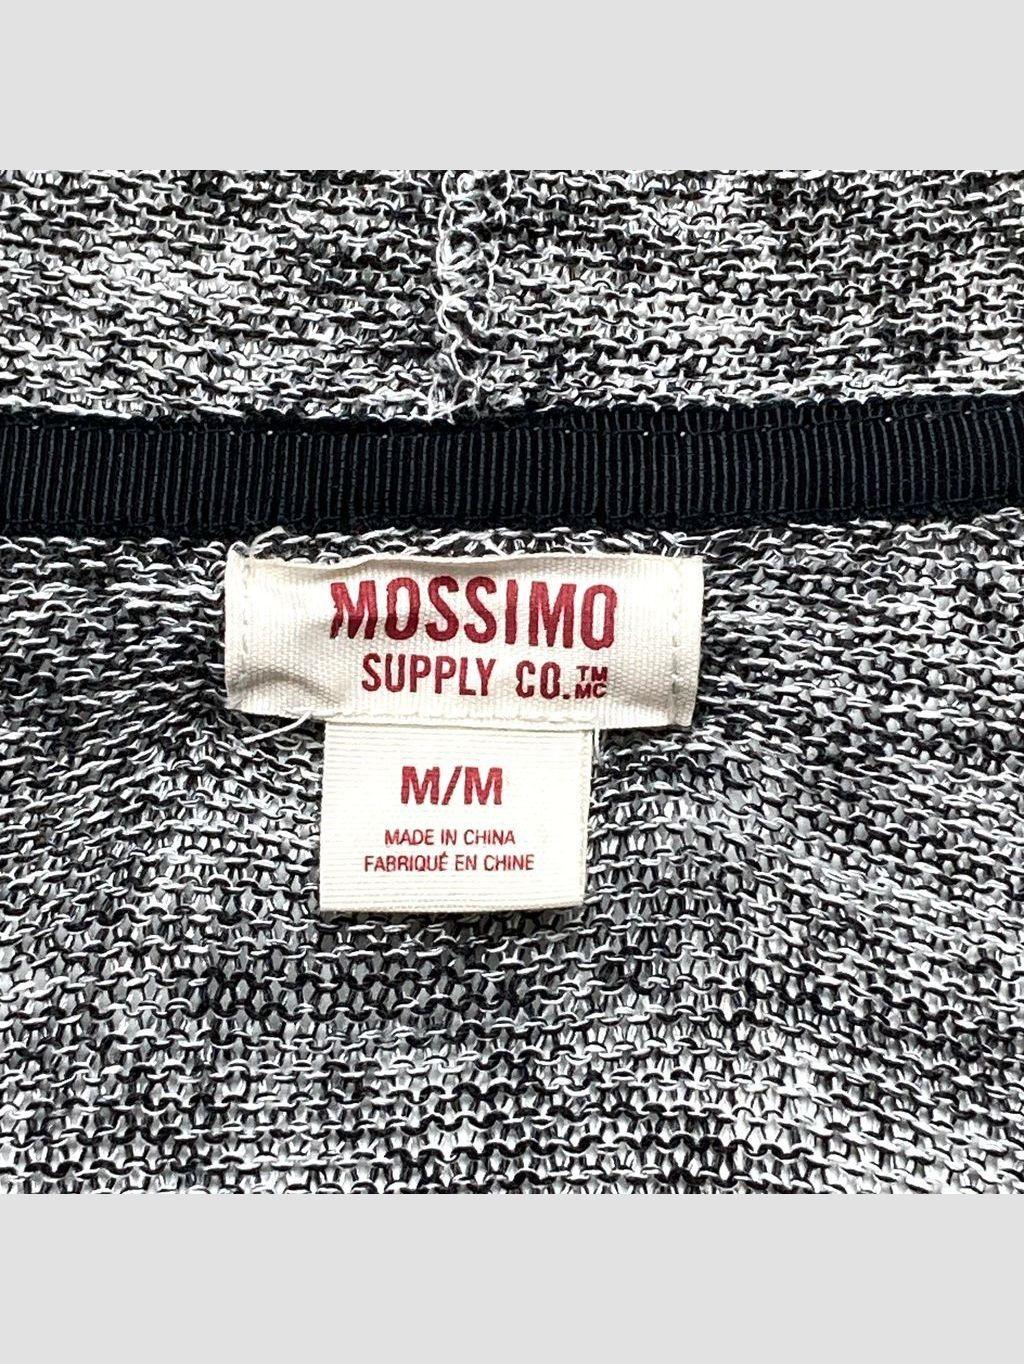 MOSSIMO
SUPPLY CO.™ MC
M/M
MADE IN CHINA
FABRIQUÉ EN CHINE